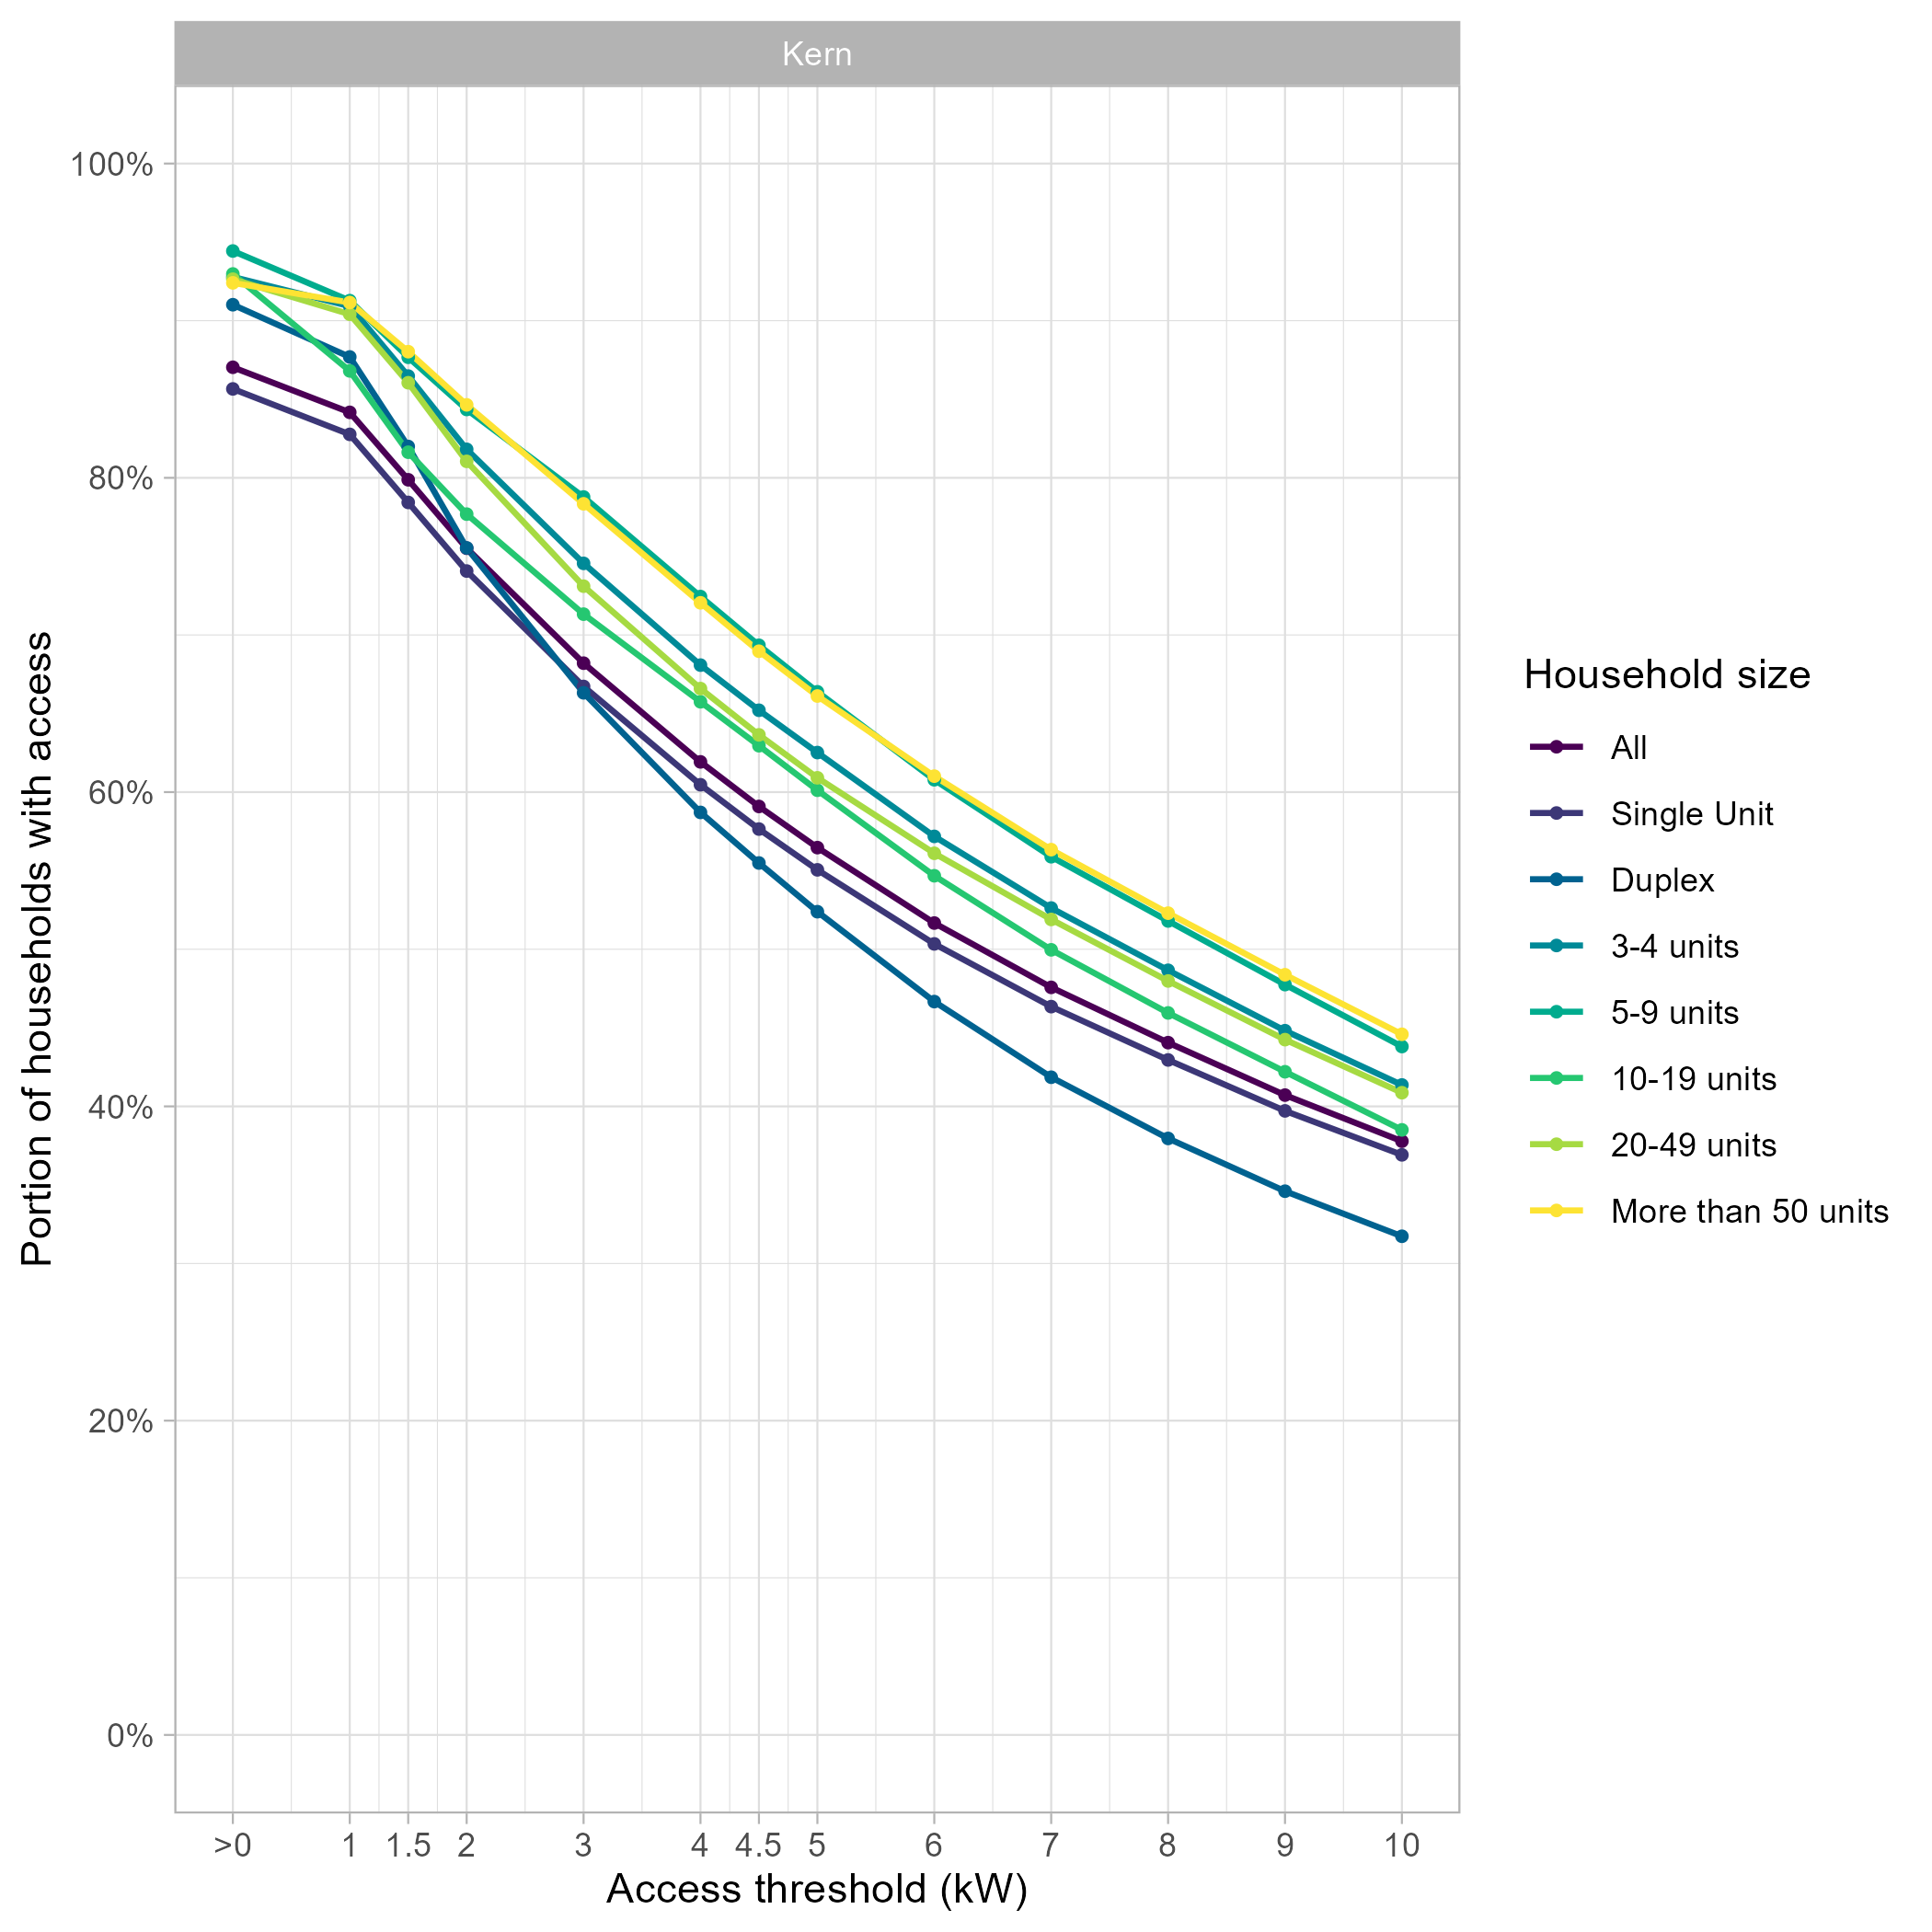 Kern
100%
80%
60%
40%
20%
0%
Portion of households with access
>0 1 1.5 2 3 4 4.5 5 6 7 8 9 10
Access threshold (kW)
Household size
All
Single Unit
Duplex
3-4 units
5-9 units
10-19 units
20-49 units
More than 50 units